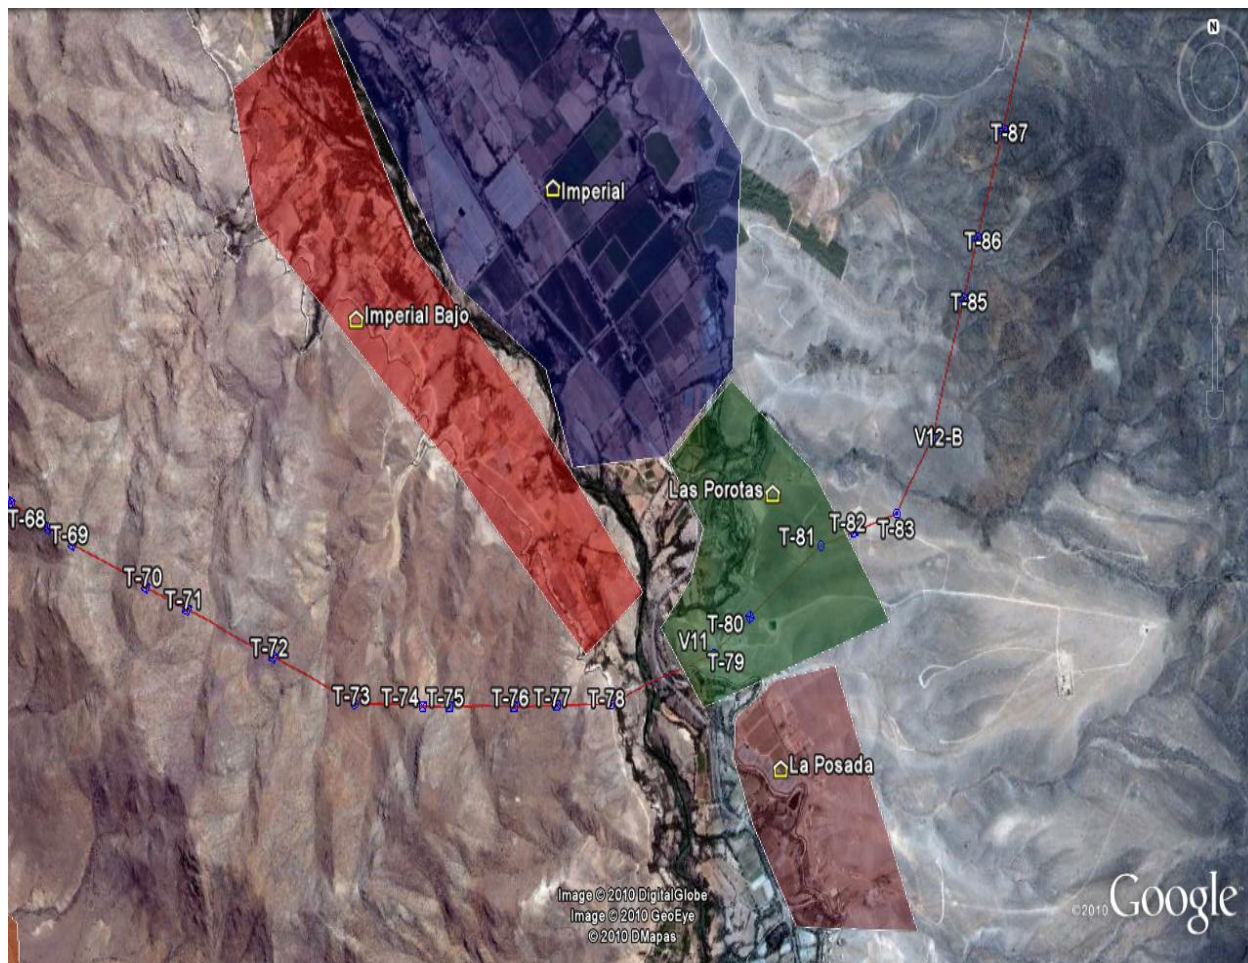 N
T-87
Imperial
T-86
T-85
Imperial Bajo
V12-B
Las Porotas
T-68
T-69
T-81
T-82
T-83
T-70
T-71
T-80
V11
T-72
T-79
T-73
T-74
T-75
T-76
T-77
T-78
La Posada
Image © 2010 DigitalGlobe
Image © 2010 GeoEye
© 2010 DMapas
©2010 Google